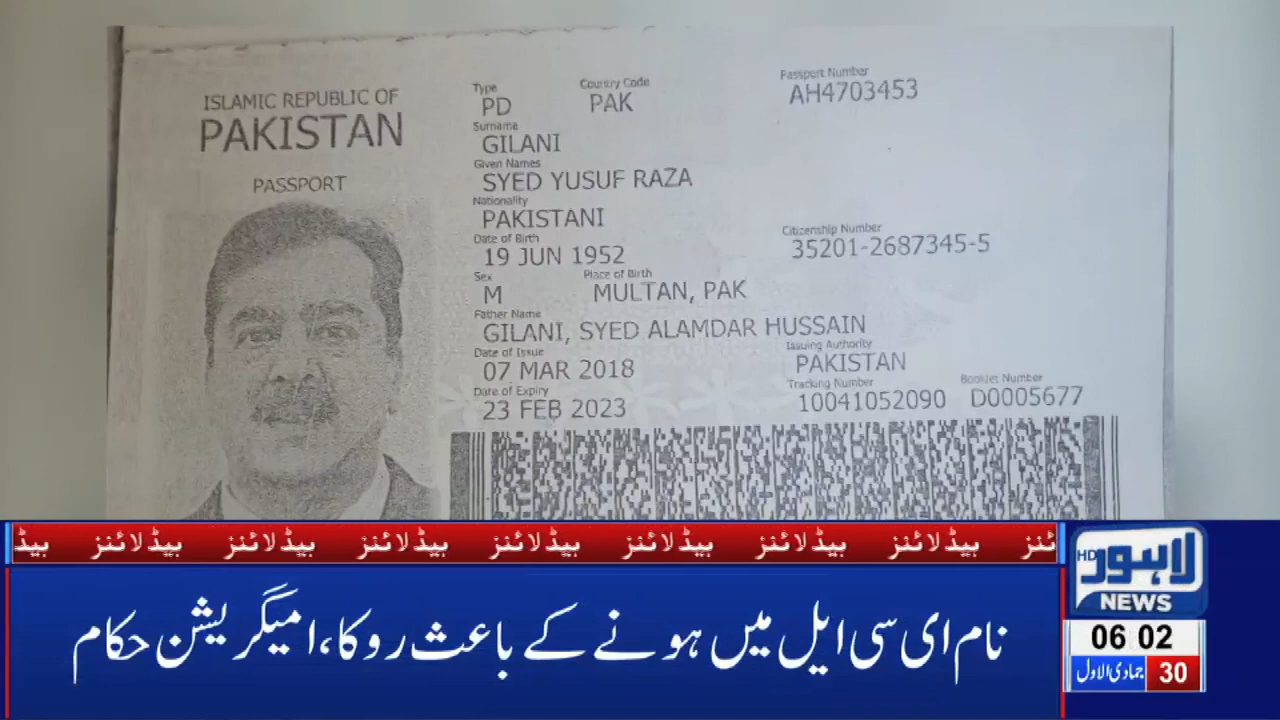 ISLAMIC REPUBLIC OF
PAKISTAN
PASSPORT
Type Country Code Passport Number
PD PAK AH4703453
Surname
GILANI
Given Names
SYED YUSUF RAZA
Nationality
PAKISTANI
Date of Birth Citizenship Number
19 JUN 1952 35201-2687345-5
Sex Place of Birth
M MULTAN, PAK
Father Name
GILANI, SYED ALAMDAR HUSSAIN
Date of Issue Issuing Authority
07 MAR 2018 PAKISTAN
Date of Expiry Tracking Number Booklet Number
23 FEB 2023 10041052090 D0005677
ٹنز ہیڈلائنز ہیڈلائنز ہیڈلائنز ہیڈلائنز ہیڈلائنز ہیڈلائنز ہیڈلائنز ہیڈ
نام ای سی ایل میں ہونے کے باعث روکا، امیگریشن حکام
لاہور HD
NEWS
06 02
30 جمادی الاول